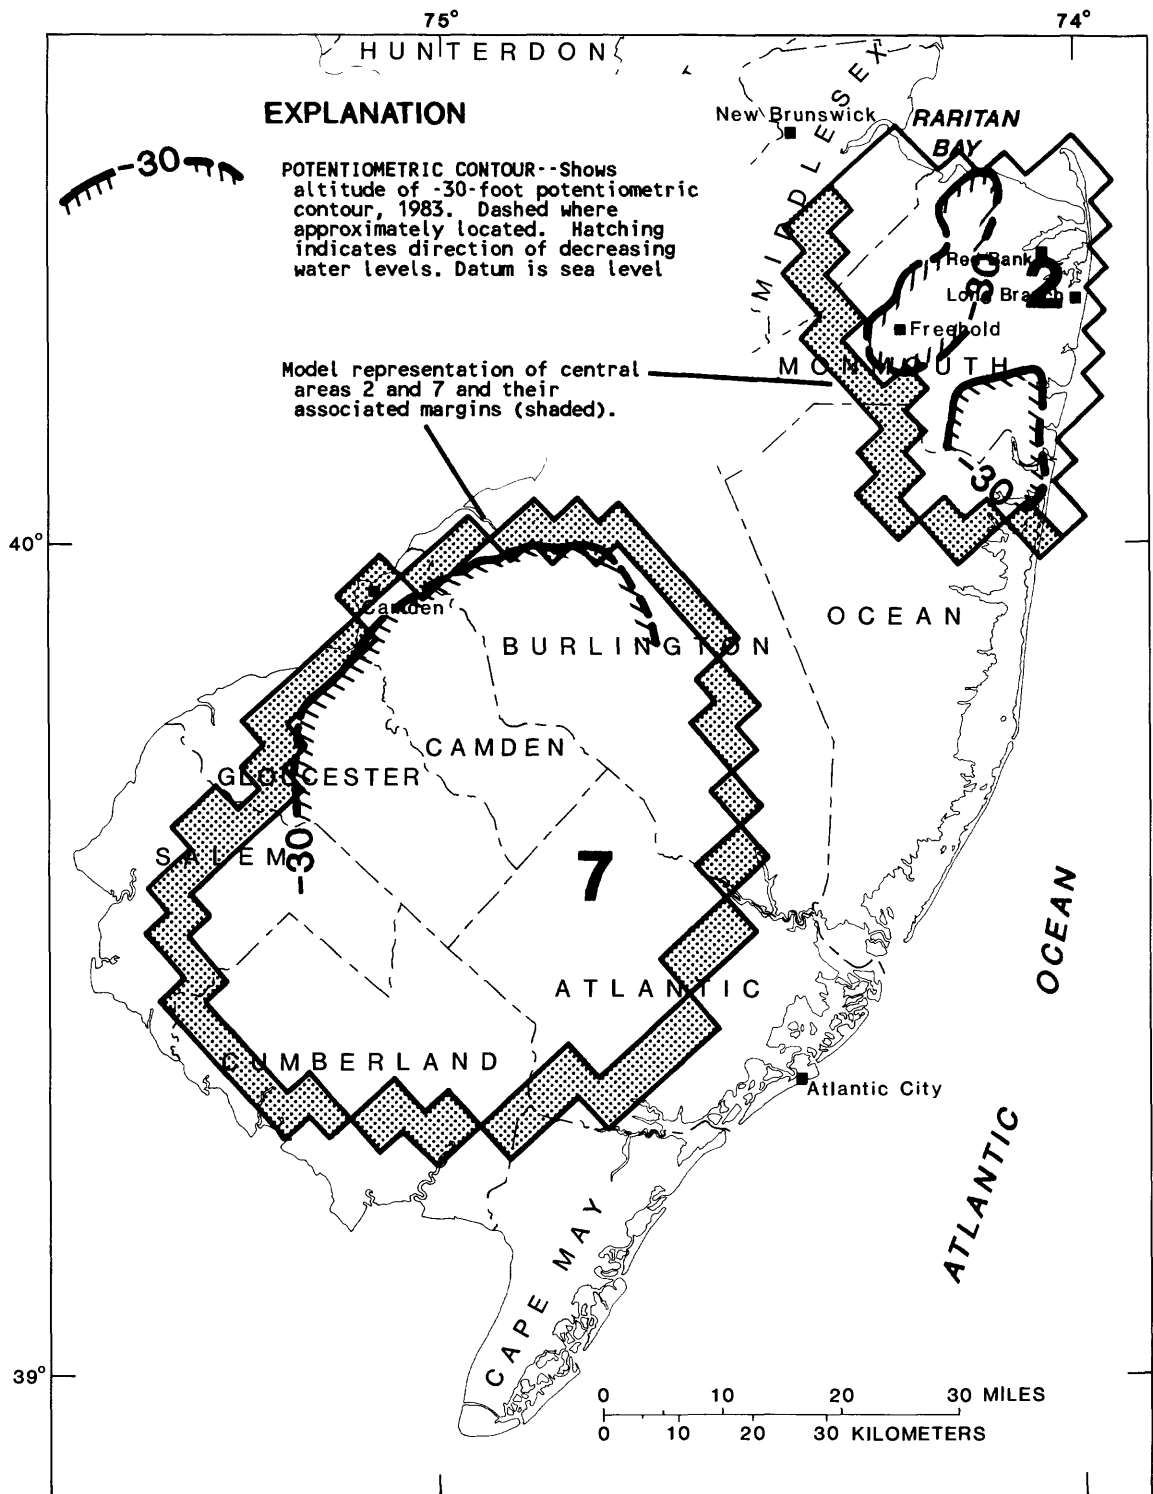 75°
74°
HUNTERDON
EXPLANATION
-30
POTENTIOMETRIC CONTOUR--Shows
altitude of -30-foot potentiometric
contour, 1983. Dashed where
approximately located. Hatching
indicates direction of decreasing
water levels. Datum is sea level
Model representation of central
areas 2 and 7 and their
associated margins (shaded).
MIDDLESEX
New Brunswick
RARITAN
BAY
Red Bank
-30
2
Long Branch
Freehold
MONMOUTH
-30
40°
Camden
BURLINGTON
OCEAN
CAMDEN
GLOUCESTER
SALEM
-30
7
ATLANTIC
CUMBERLAND
Atlantic City
ATLANTIC OCEAN
CAPE MAY
39°
0 10 20 30 MILES
0 10 20 30 KILOMETERS